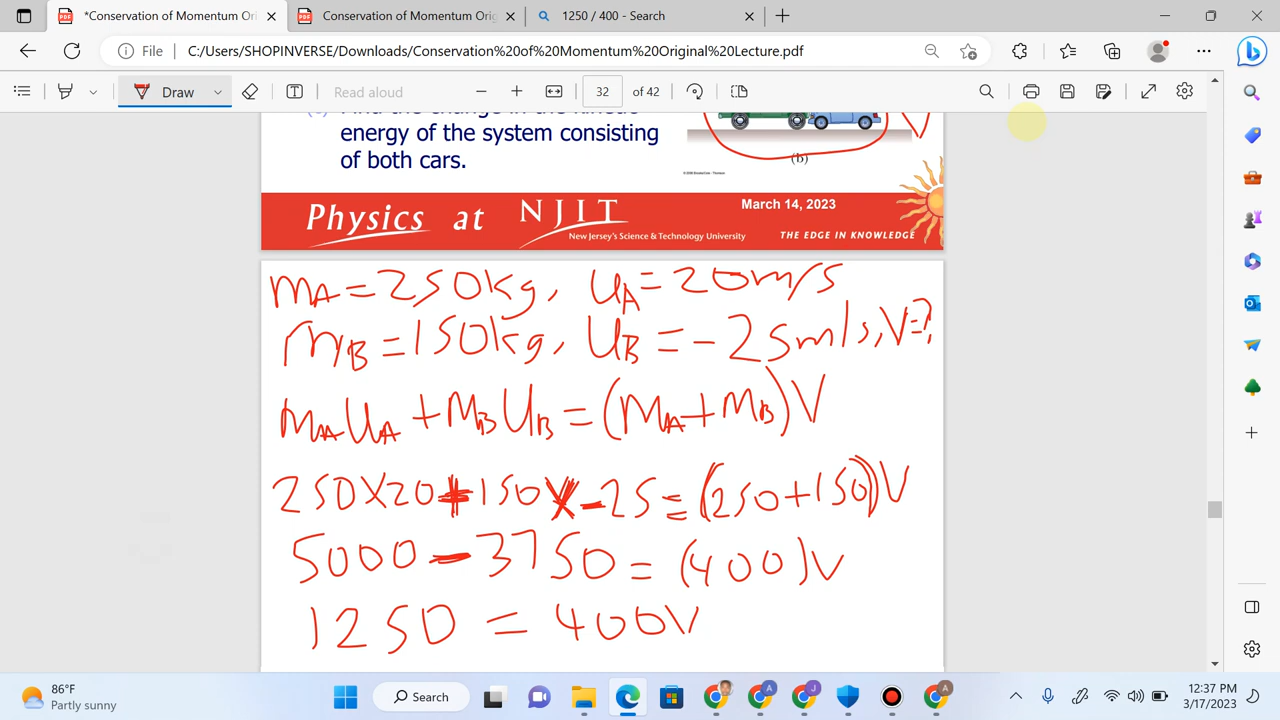 *Conservation of Momentum Or
Conservation of Momentum Orig
1250 / 400 - Search
File
C:/Users/SHOPINVERSE/Downloads/Conservation%20of%20Momentum%20Original%20Lecture.pdf
Draw
Read aloud
32
of 42
energy of the system consisting
of both cars.
(b)
Physics at NJIT
New Jersey's Science & Technology University
March 14, 2023
THE EDGE IN KNOWLEDGE
mA = 250kg, UA = 20m/s
mB = 150kg, UB = -25m/s, V=?
mAUA + mBUB = (mA+mB)V
250X20+150X-25=(250+150)V
5000-3750=(400)V
1250 = 400V
86°F
Partly sunny
Search
12:37 PM
3/17/2023